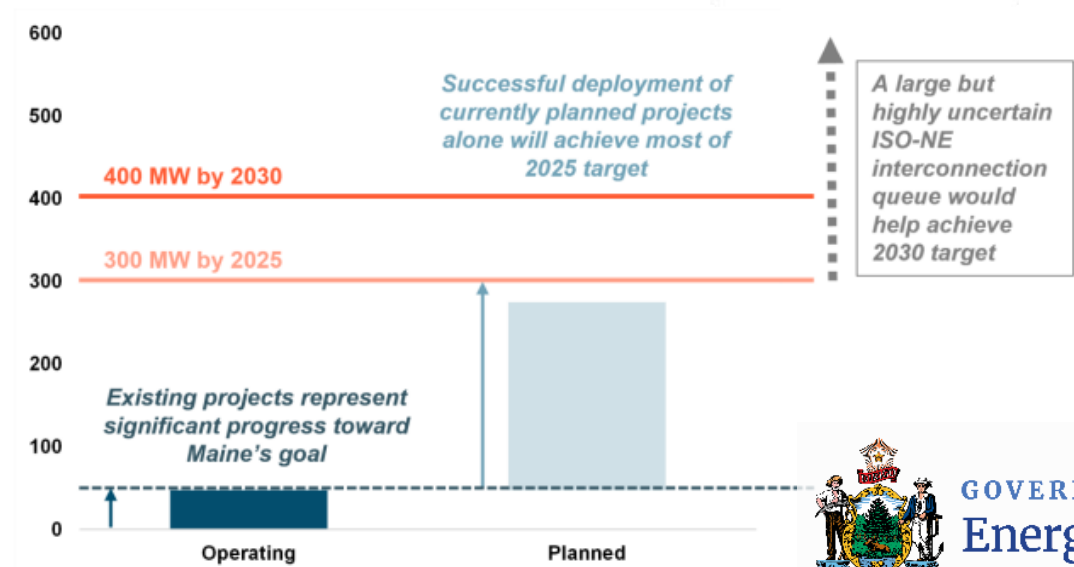 600
500
400
300
200
100
0
Successful deployment of
currently planned projects
alone will achieve most of
2025 target
400 MW by 2030
300 MW by 2025
A large but
highly uncertain
ISO-NE
interconnection
queue would
help achieve
2030 target
Existing projects represent
significant progress toward
Maine's goal
Operating
Planned